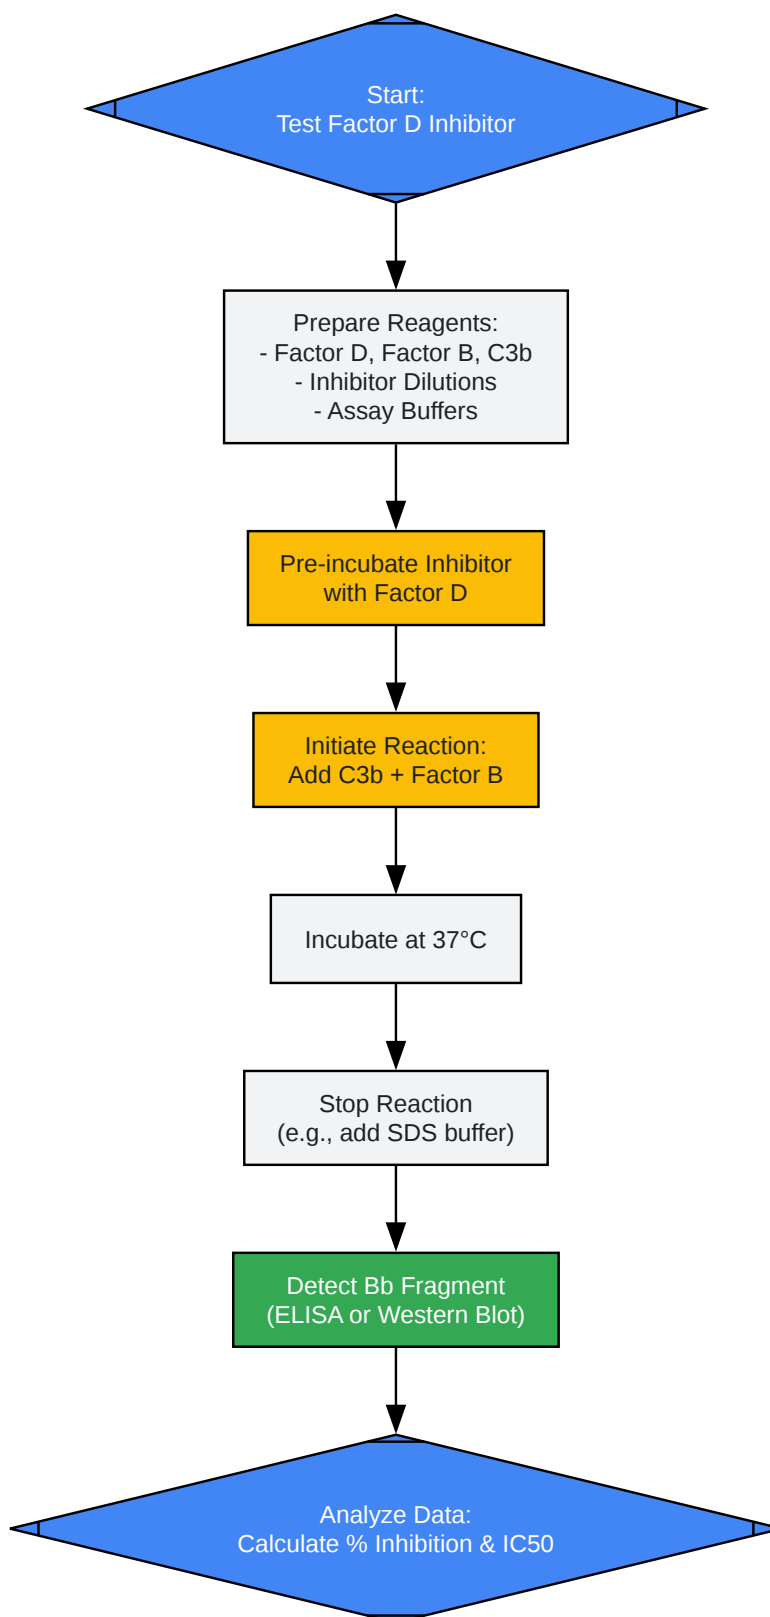 Start:
Test Factor D Inhibitor
Prepare Reagents:
- Factor D, Factor B, C3b
- Inhibitor Dilutions
- Assay Buffers
Pre-incubate Inhibitor
with Factor D
Initiate Reaction:
Add C3b + Factor B
Incubate at 37°C
Stop Reaction
(e.g., add SDS buffer)
Detect Bb Fragment
(ELISA or Western Blot)
Analyze Data:
Calculate % Inhibition & IC50